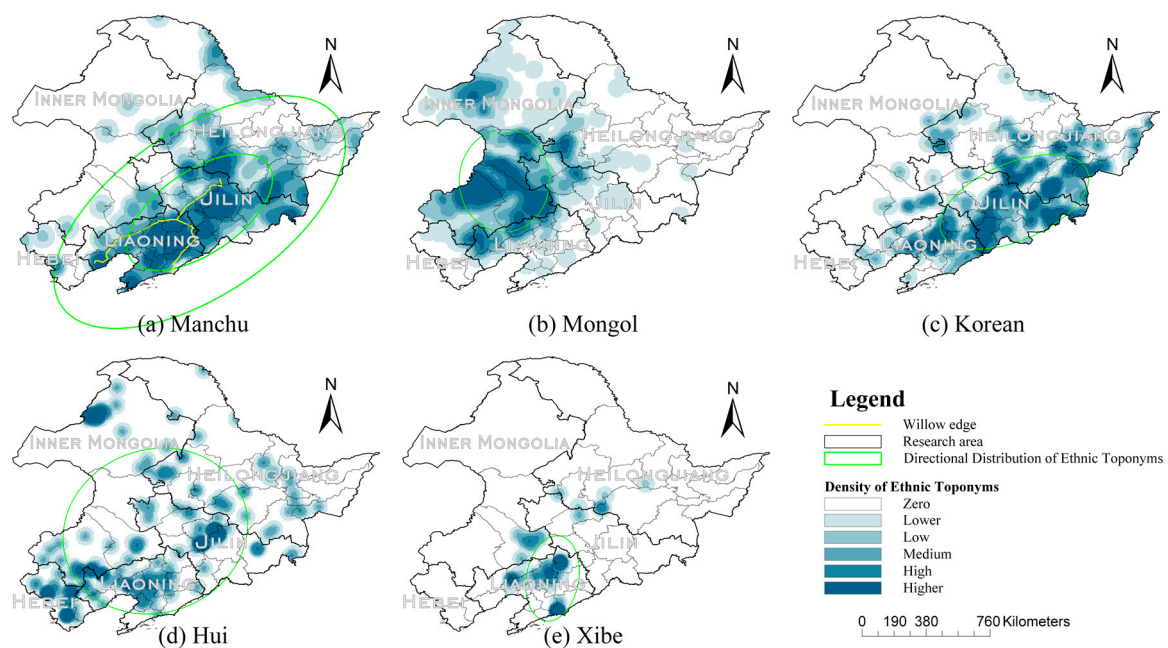 N
INNER MONGOLIA
HEILONGJIANG
JILIN
LIAONING
HEBEI
(a) Manchu
N
INNER MONGOLIA
HEILONGJIANG
JILIN
LIAONING
HEBEI
(b) Mongol
N
INNER MONGOLIA
HEILONGJIANG
JILIN
LIAONING
HEBEI
(c) Korean
N
INNER MONGOLIA
HEILONGJIANG
JILIN
LIAONING
HEBEI
(d) Hui
N
INNER MONGOLIA
HEILONGJIANG
JILIN
LIAONING
HEBEI
(e) Xibe
Legend
Willow edge
Research area
Directional Distribution of Ethnic Toponyms
Density of Ethnic Toponyms
Zero
Lower
Low
Medium
High
Higher
0 190 380 760 Kilometers